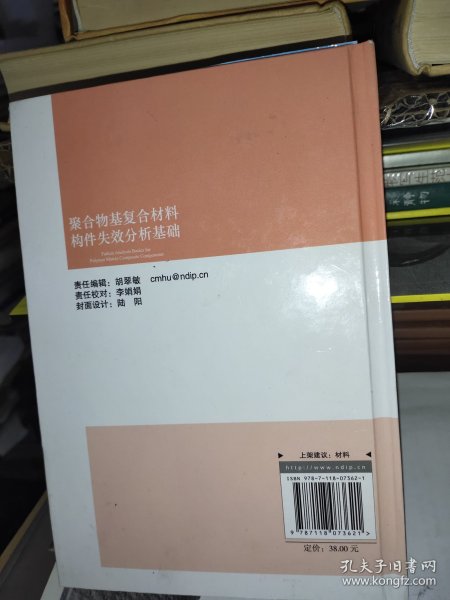 聚合物基复合材料
构件失效分析基础
Failure Analysis Basics for
Polymer Matrix Composite Components
责任编辑：胡翠敏 cmhu@ndip.cn
责任校对：李娟娟
封面设计：陆 阳
上架建议：材料
http://www.ndip.cn
ISBN 978-7-118-07362-1
9 787118 073621
定价：38.00 元
孔夫子旧书网
www.kongfz.com